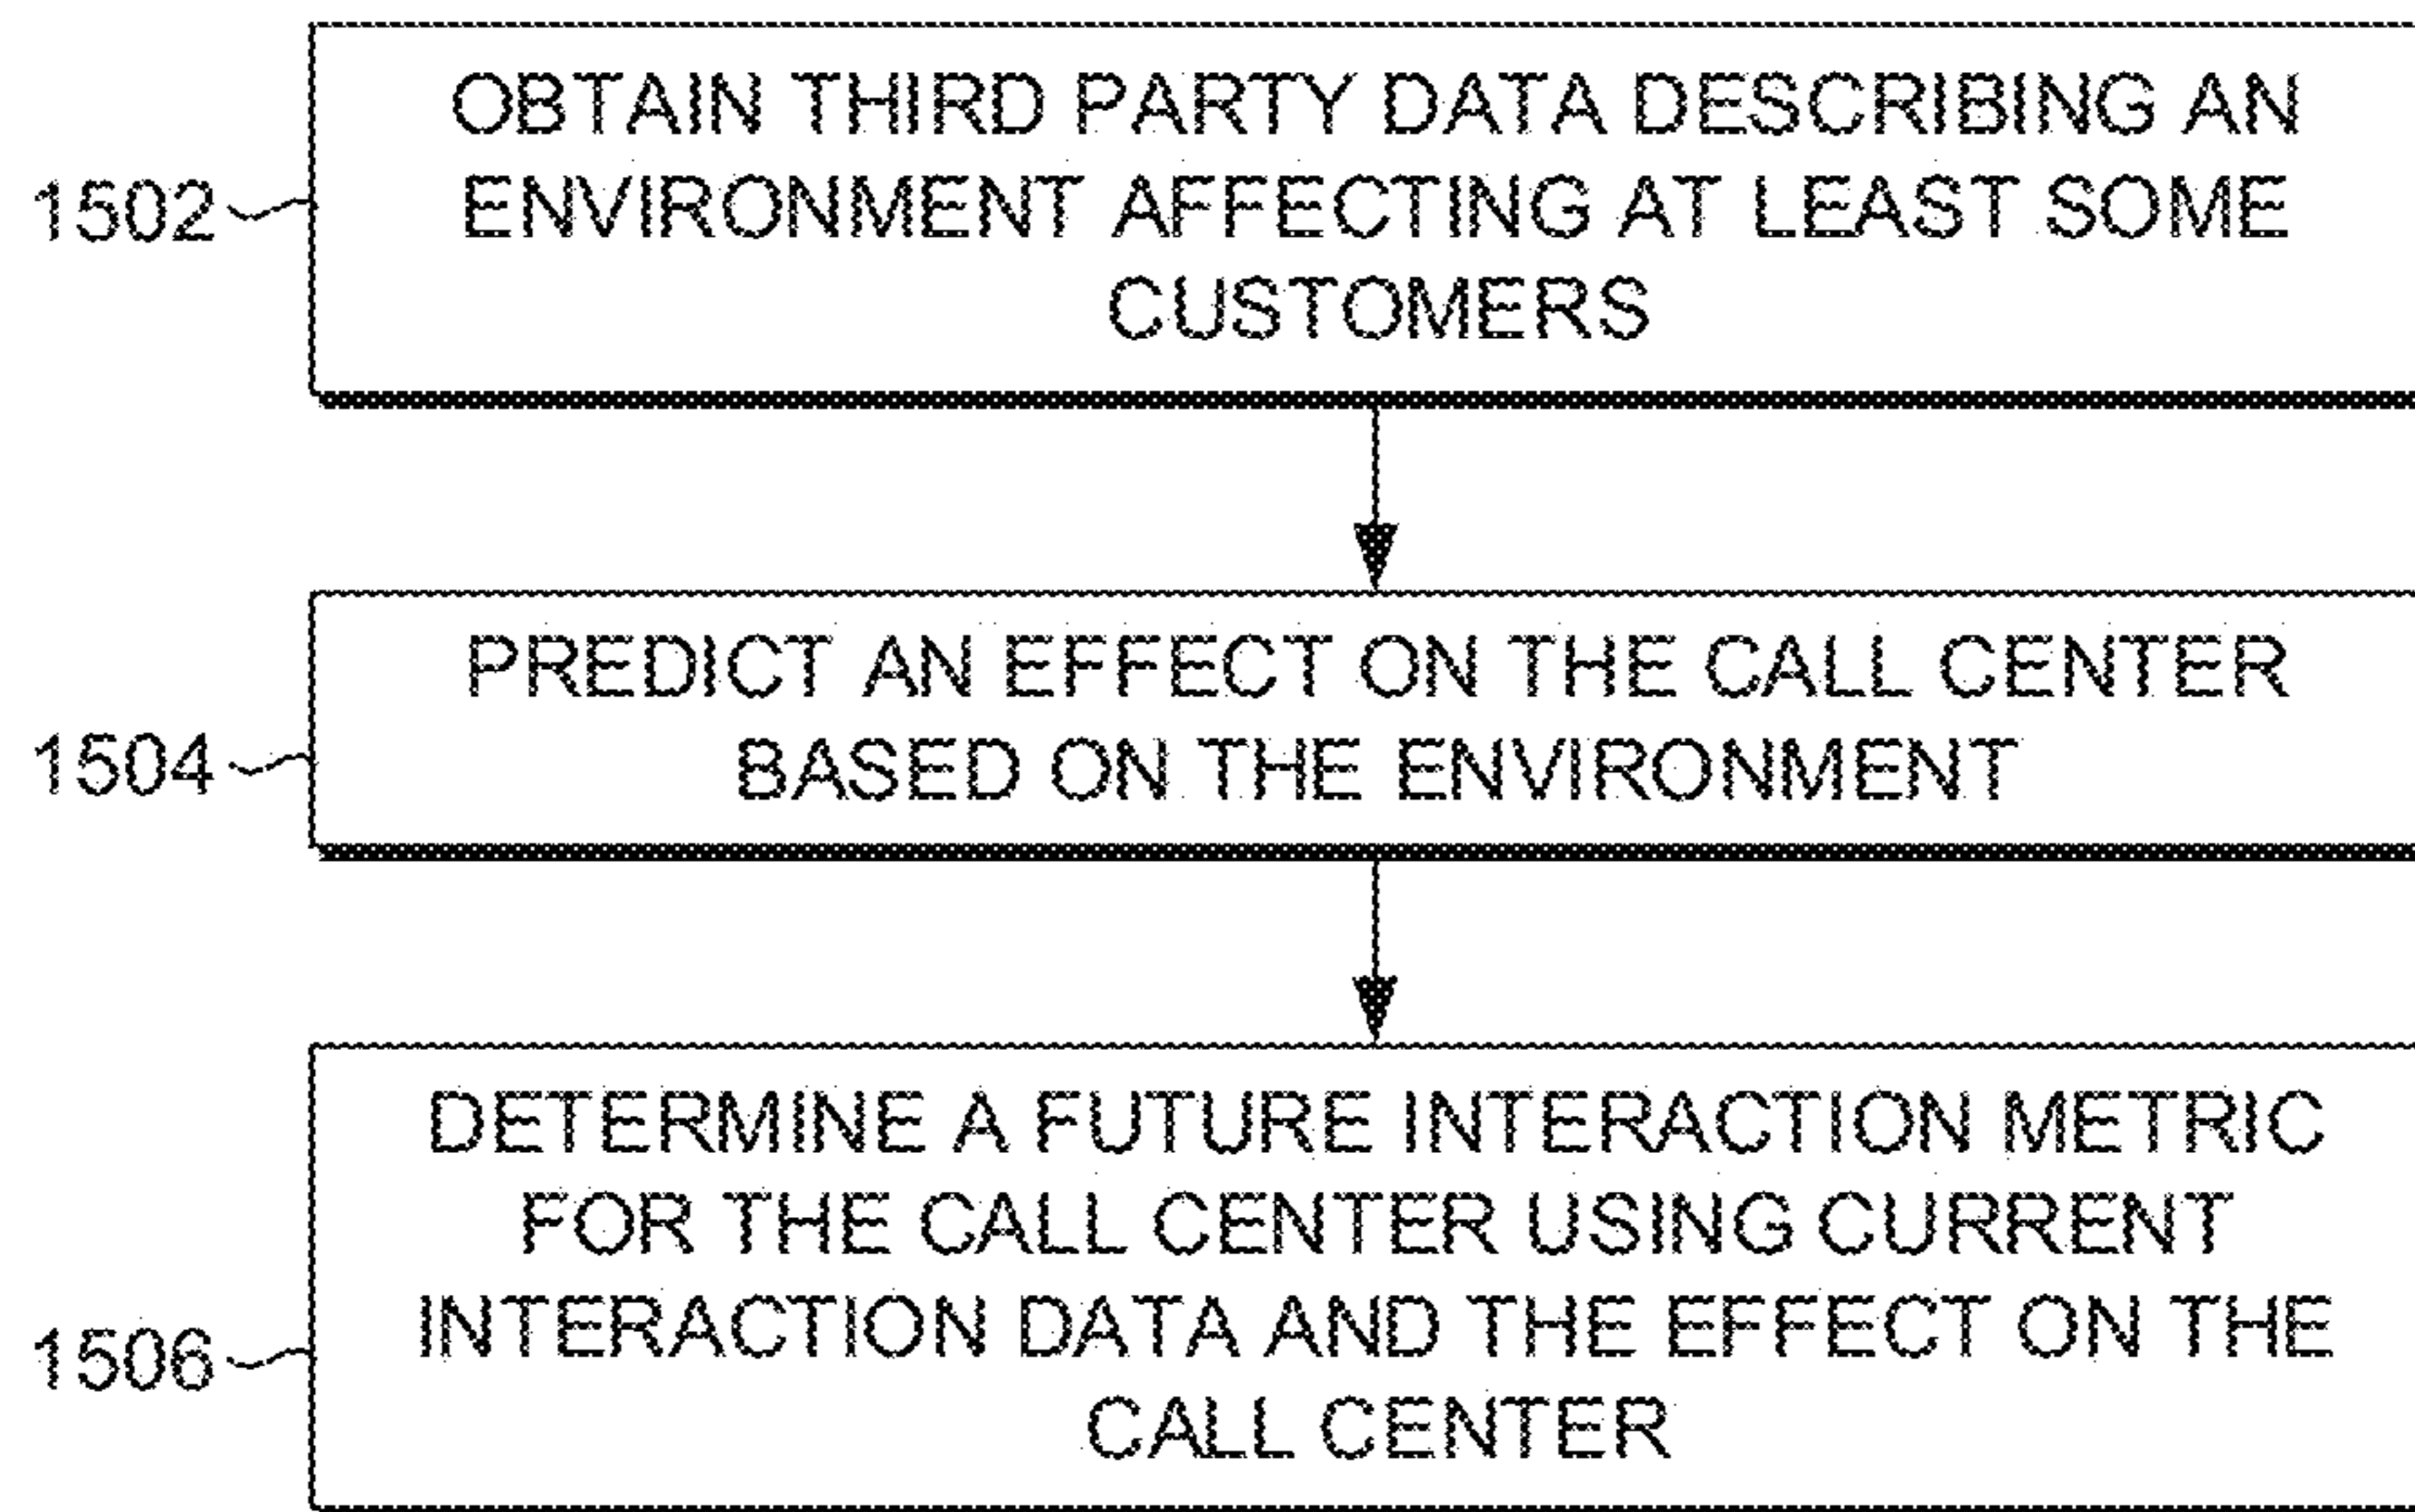 OBTAIN THIRD PARTY DATA DESCRIBING AN
1502
ENVIRONMENT AFFECTING AT LEAST SOME
CUSTOMERS
PREDICT AN EFFECT ON THE CALL CENTER
1504
BASED ON THE ENVIRONMENT
DETERMINE A FUTURE INTERACTION METRIC
FOR THE CALL CENTER USING CURRENT
1506
INTERACTION DATA AND THE EFFECT ON THE
CALL CENTER